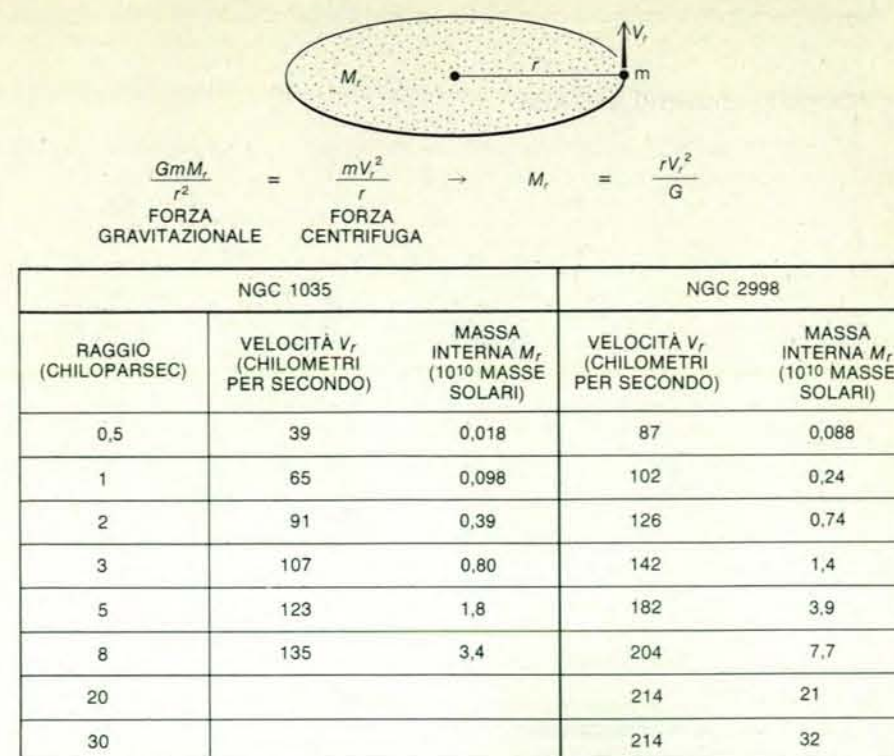 V_r
M_r r m
GmM_r / r² = mV_r² / r → M_r = rV_r² / G
FORZA GRAVITAZIONALE FORZA CENTRIFUGA
NGC 1035 NGC 2998
RAGGIO (CHILOPARSEC) VELOCITÀ V_r (CHILOMETRI PER SECONDO) MASSA INTERNA M_r (10¹⁰ MASSE SOLARI) VELOCITÀ V_r (CHILOMETRI PER SECONDO) MASSA INTERNA M_r (10¹⁰ MASSE SOLARI)
0,5 39 0,018 87 0,088
1 65 0,098 102 0,24
2 91 0,39 126 0,74
3 107 0,80 142 1,4
5 123 1,8 182 3,9
8 135 3,4 204 7,7
20 214 21
30 214 32